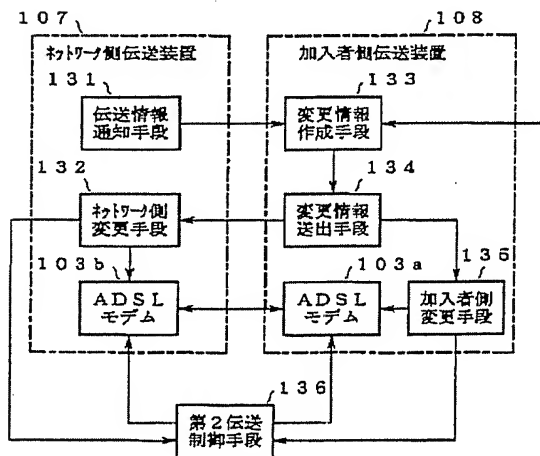 １０７
１０８
ﾈｯﾄﾜｰｸ側伝送装置
加入者側伝送装置
１３１
１３３
伝送情報
通知手段
変更情報
作成手段
１３２
１３４
ﾈｯﾄﾜｰｸ側
変更手段
変更情報
送出手段
１０３ｂ
１０３ａ
１３５
ＡＤＳＬ
モデム
ＡＤＳＬ
モデム
加入者側
変更手段
１３６
第２伝送
制御手段